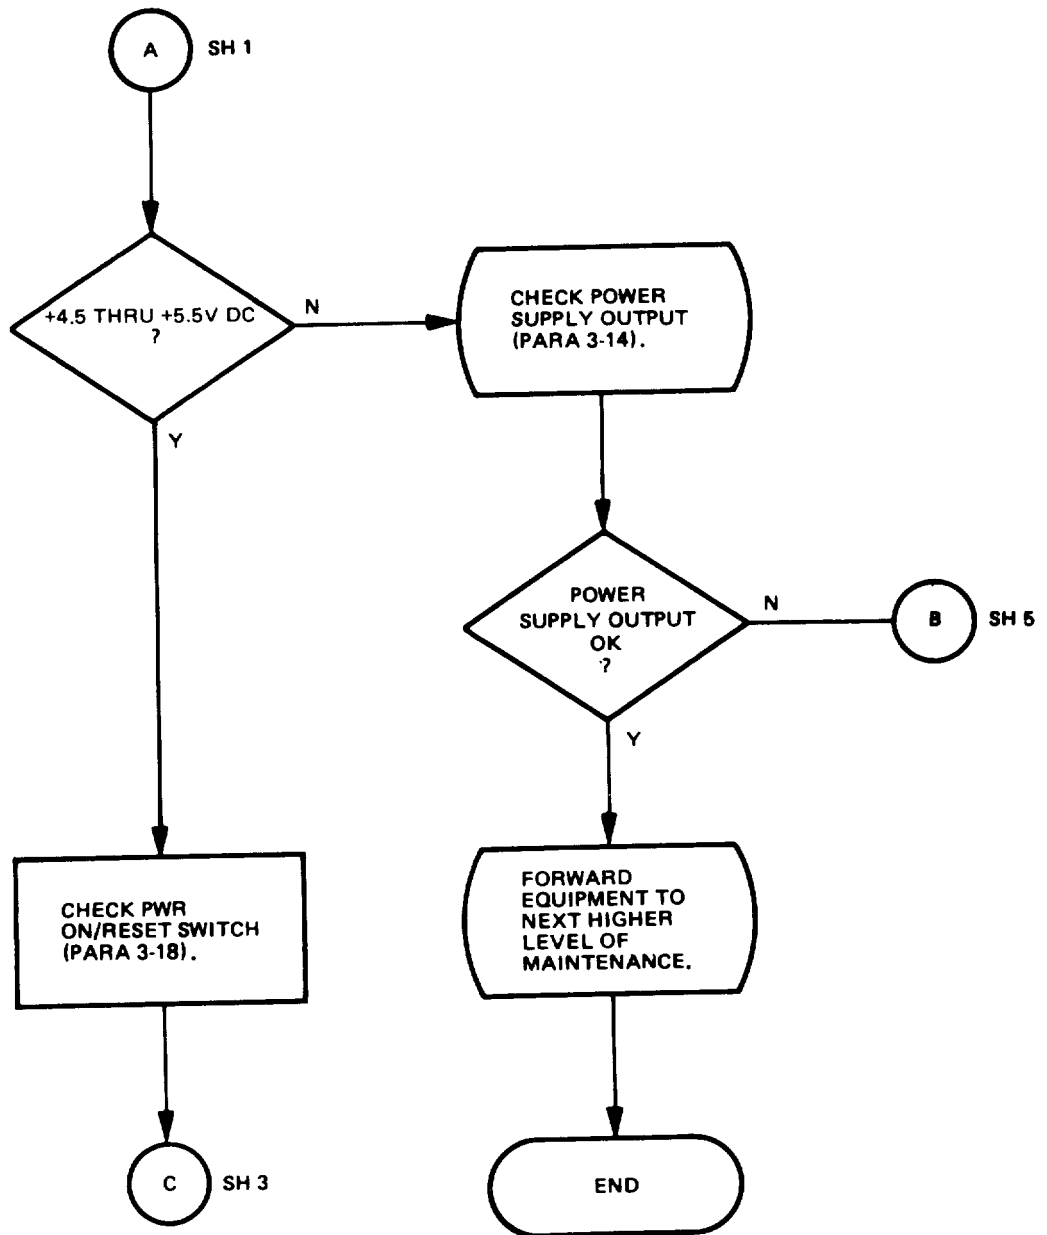 A SH 1
+4.5 THRU +5.5V DC
?
N
Y
CHECK POWER
SUPPLY OUTPUT
(PARA 3-14).
POWER
SUPPLY OUTPUT
OK
?
N
B SH 5
Y
CHECK PWR
ON/RESET SWITCH
(PARA 3-18).
FORWARD
EQUIPMENT TO
NEXT HIGHER
LEVEL OF
MAINTENANCE.
C SH 3
END